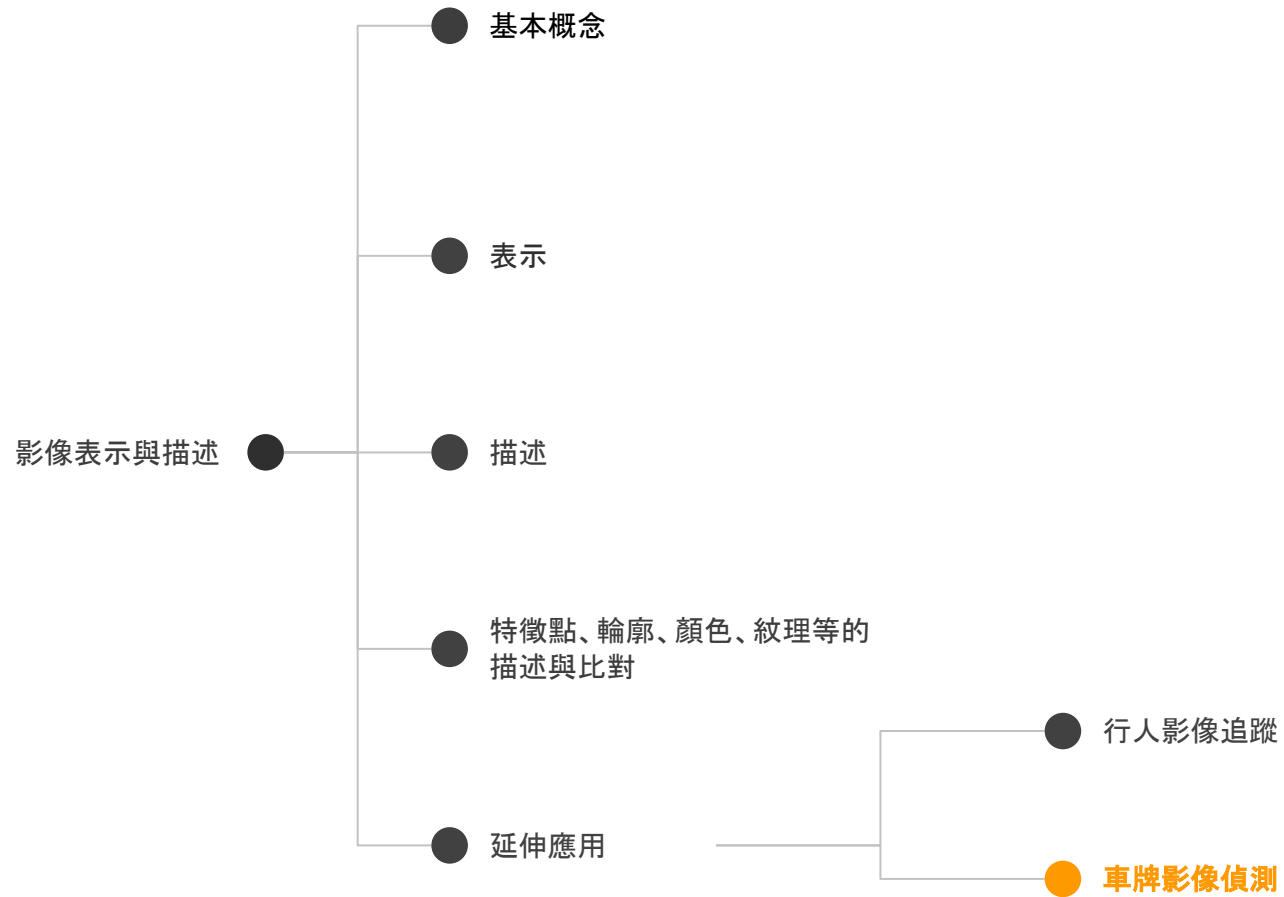 基本概念
表示
影像表示與描述
描述
特徵點、輪廓、顏色、紋理等的
描述與比對
行人影像追蹤
延伸應用
車牌影像偵測